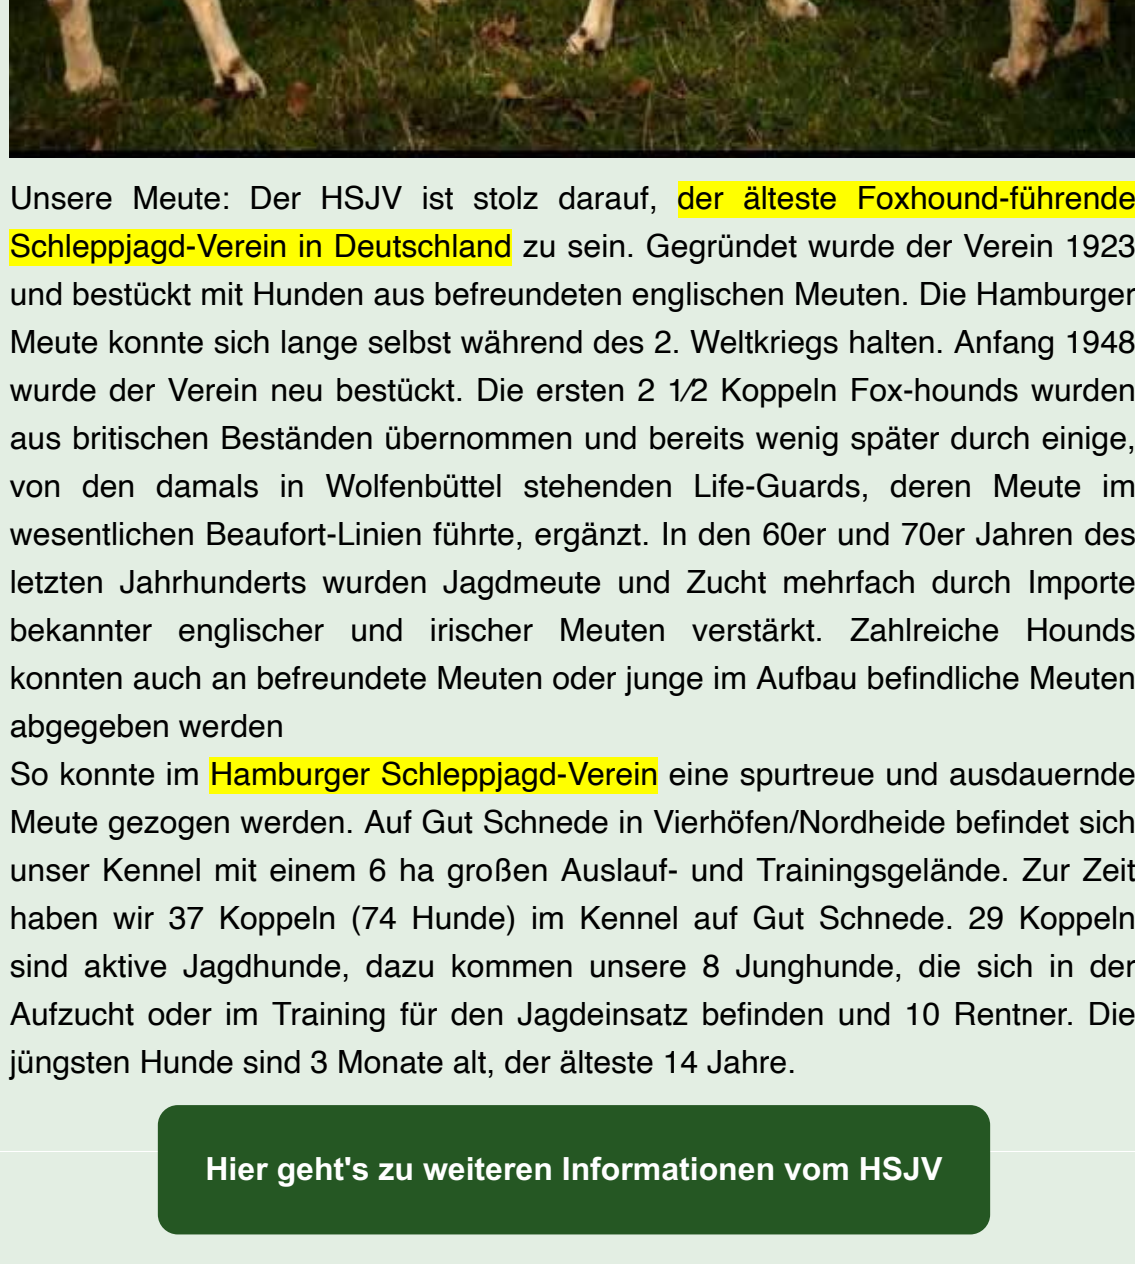 Unsere Meute: Der HSJV ist stolz darauf, der älteste Foxhound-führende
Schleppjagd-Verein in Deutschland zu sein. Gegründet wurde der Verein 1923
und bestückt mit Hunden aus befreundeten englischen Meuten. Die Hamburger
Meute konnte sich lange selbst während des 2. Weltkriegs halten. Anfang 1948
wurde der Verein neu bestückt. Die ersten 2 1⁄2 Koppeln Fox-hounds wurden
aus britischen Beständen übernommen und bereits wenig später durch einige,
von den damals in Wolfenbüttel stehenden Life-Guards, deren Meute im
wesentlichen Beaufort-Linien führte, ergänzt. In den 60er und 70er Jahren des
letzten Jahrhunderts wurden Jagdmeute und Zucht mehrfach durch Importe
bekannter englischer und irischer Meuten verstärkt. Zahlreiche Hounds
konnten auch an befreundete Meuten oder junge im Aufbau befindliche Meuten
abgegeben werden
So konnte im Hamburger Schleppjagd-Verein eine spurtreue und ausdauernde
Meute gezogen werden. Auf Gut Schnede in Vierhöfen/Nordheide befindet sich
unser Kennel mit einem 6 ha großen Auslauf- und Trainingsgelände. Zur Zeit
haben wir 37 Koppeln (74 Hunde) im Kennel auf Gut Schnede. 29 Koppeln
sind aktive Jagdhunde, dazu kommen unsere 8 Junghunde, die sich in der
Aufzucht oder im Training für den Jagdeinsatz befinden und 10 Rentner. Die
jüngsten Hunde sind 3 Monate alt, der älteste 14 Jahre.
Hier geht's zu weiteren Informationen vom HSJV